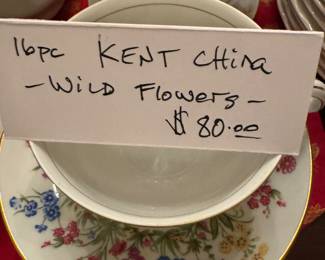 16pc KENT CHINA
- WILD Flowers -
$ 80.00